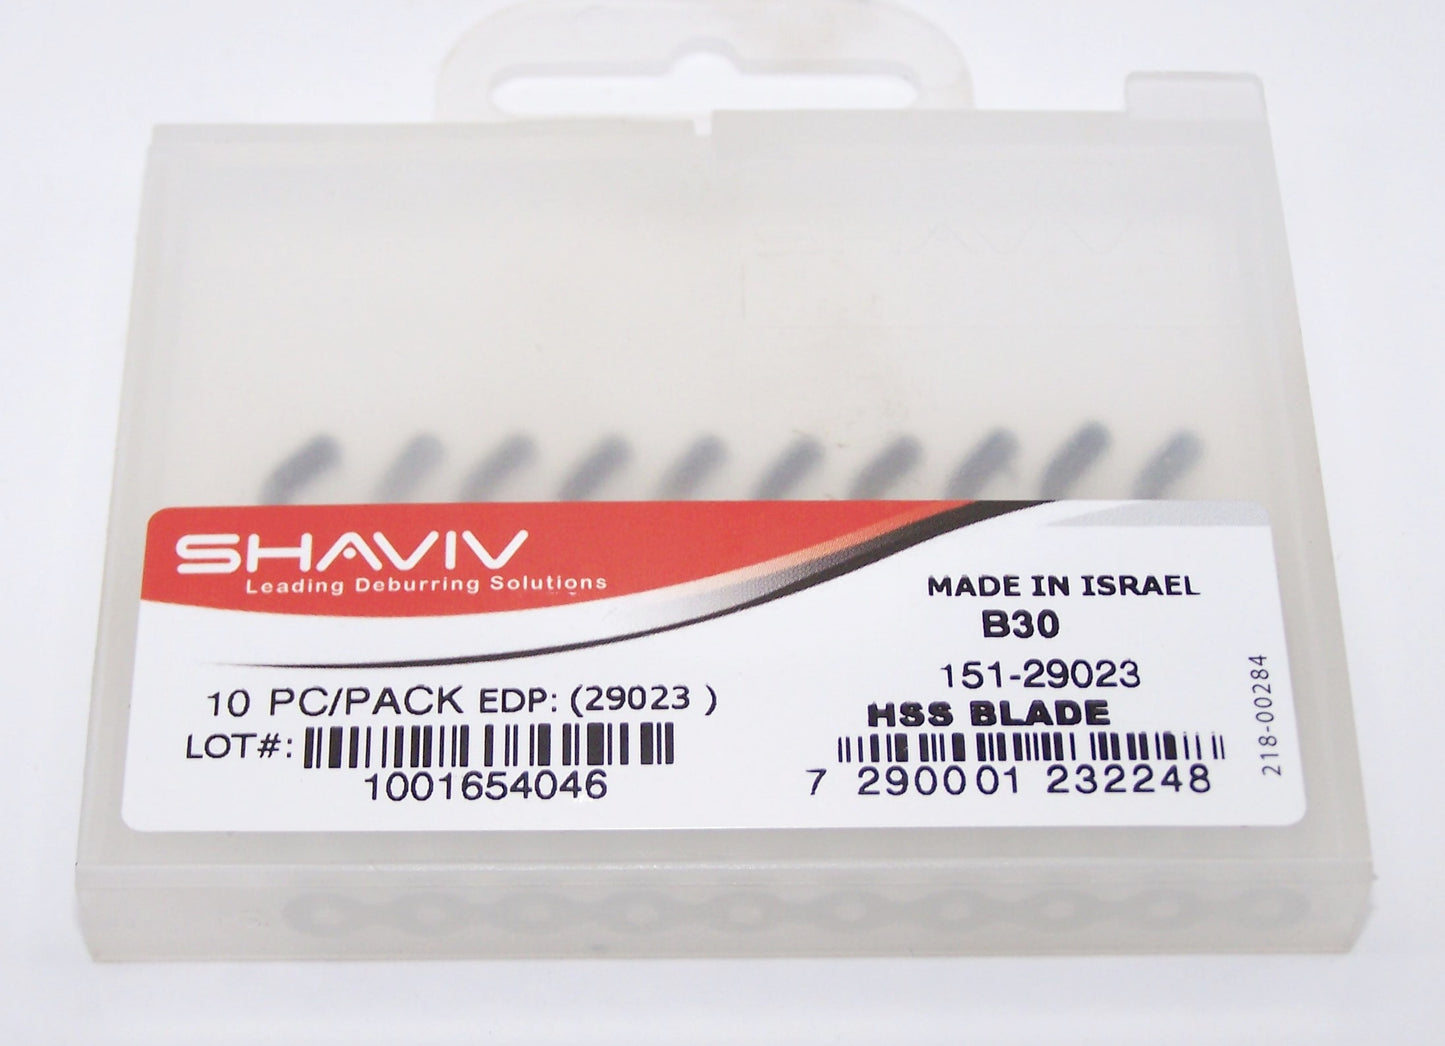 SHAVIV
SHAVIV
Leading Deburring Solutions
MADE IN ISRAEL
B30
151-29023
HSS BLADE
7 290001 232248
10 PC/PACK EDP: (29023 )
LOT#:
1001654046
218-00284